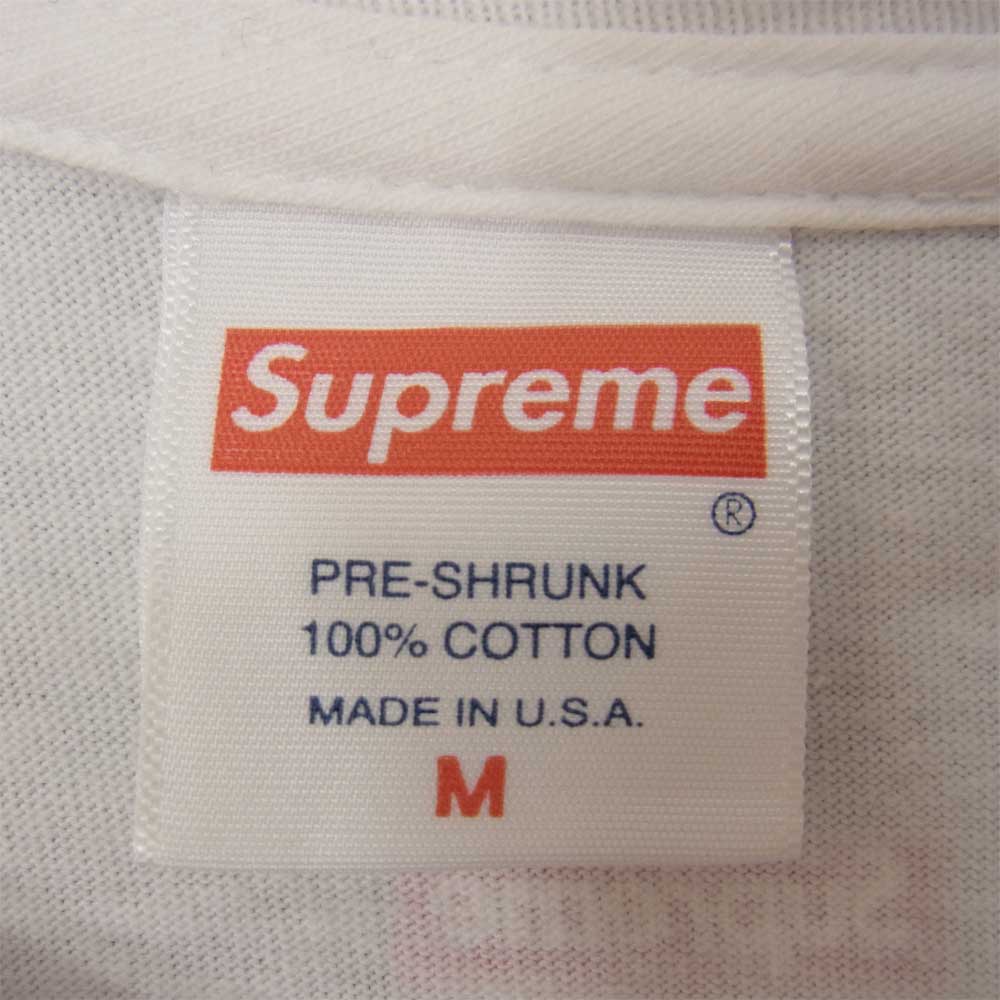 Supreme
®
PRE-SHRUNK
100% COTTON
MADE IN U.S.A.
M